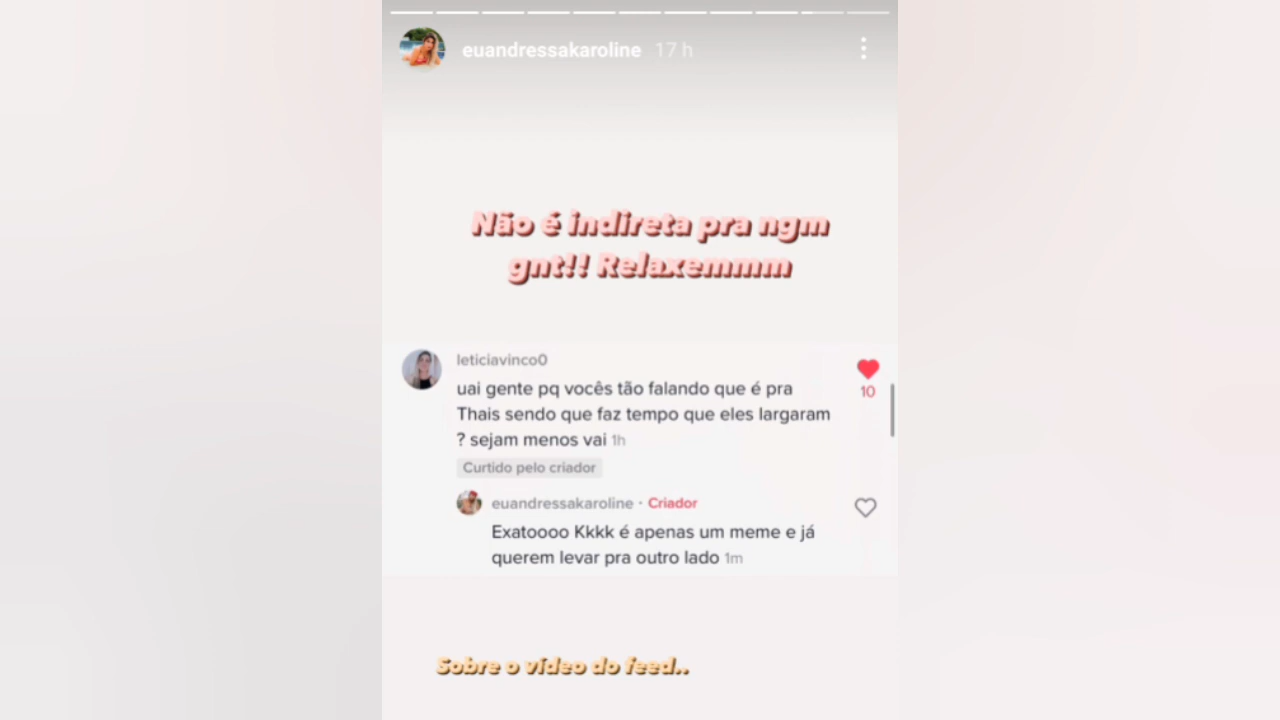 euandressakaroline 17 h
Não é indireta pra ngm
gnt!! Relaxemmm
leticiavinco0
uai gente pq vocês tão falando que é pra
Thais sendo que faz tempo que eles largaram
? sejam menos vai 1h
10
Curtido pelo criador
euandressakaroline · Criador
Exatoooo Kkkk é apenas um meme e já
querem levar pra outro lado 1m
Sobre o vídeo do feed..